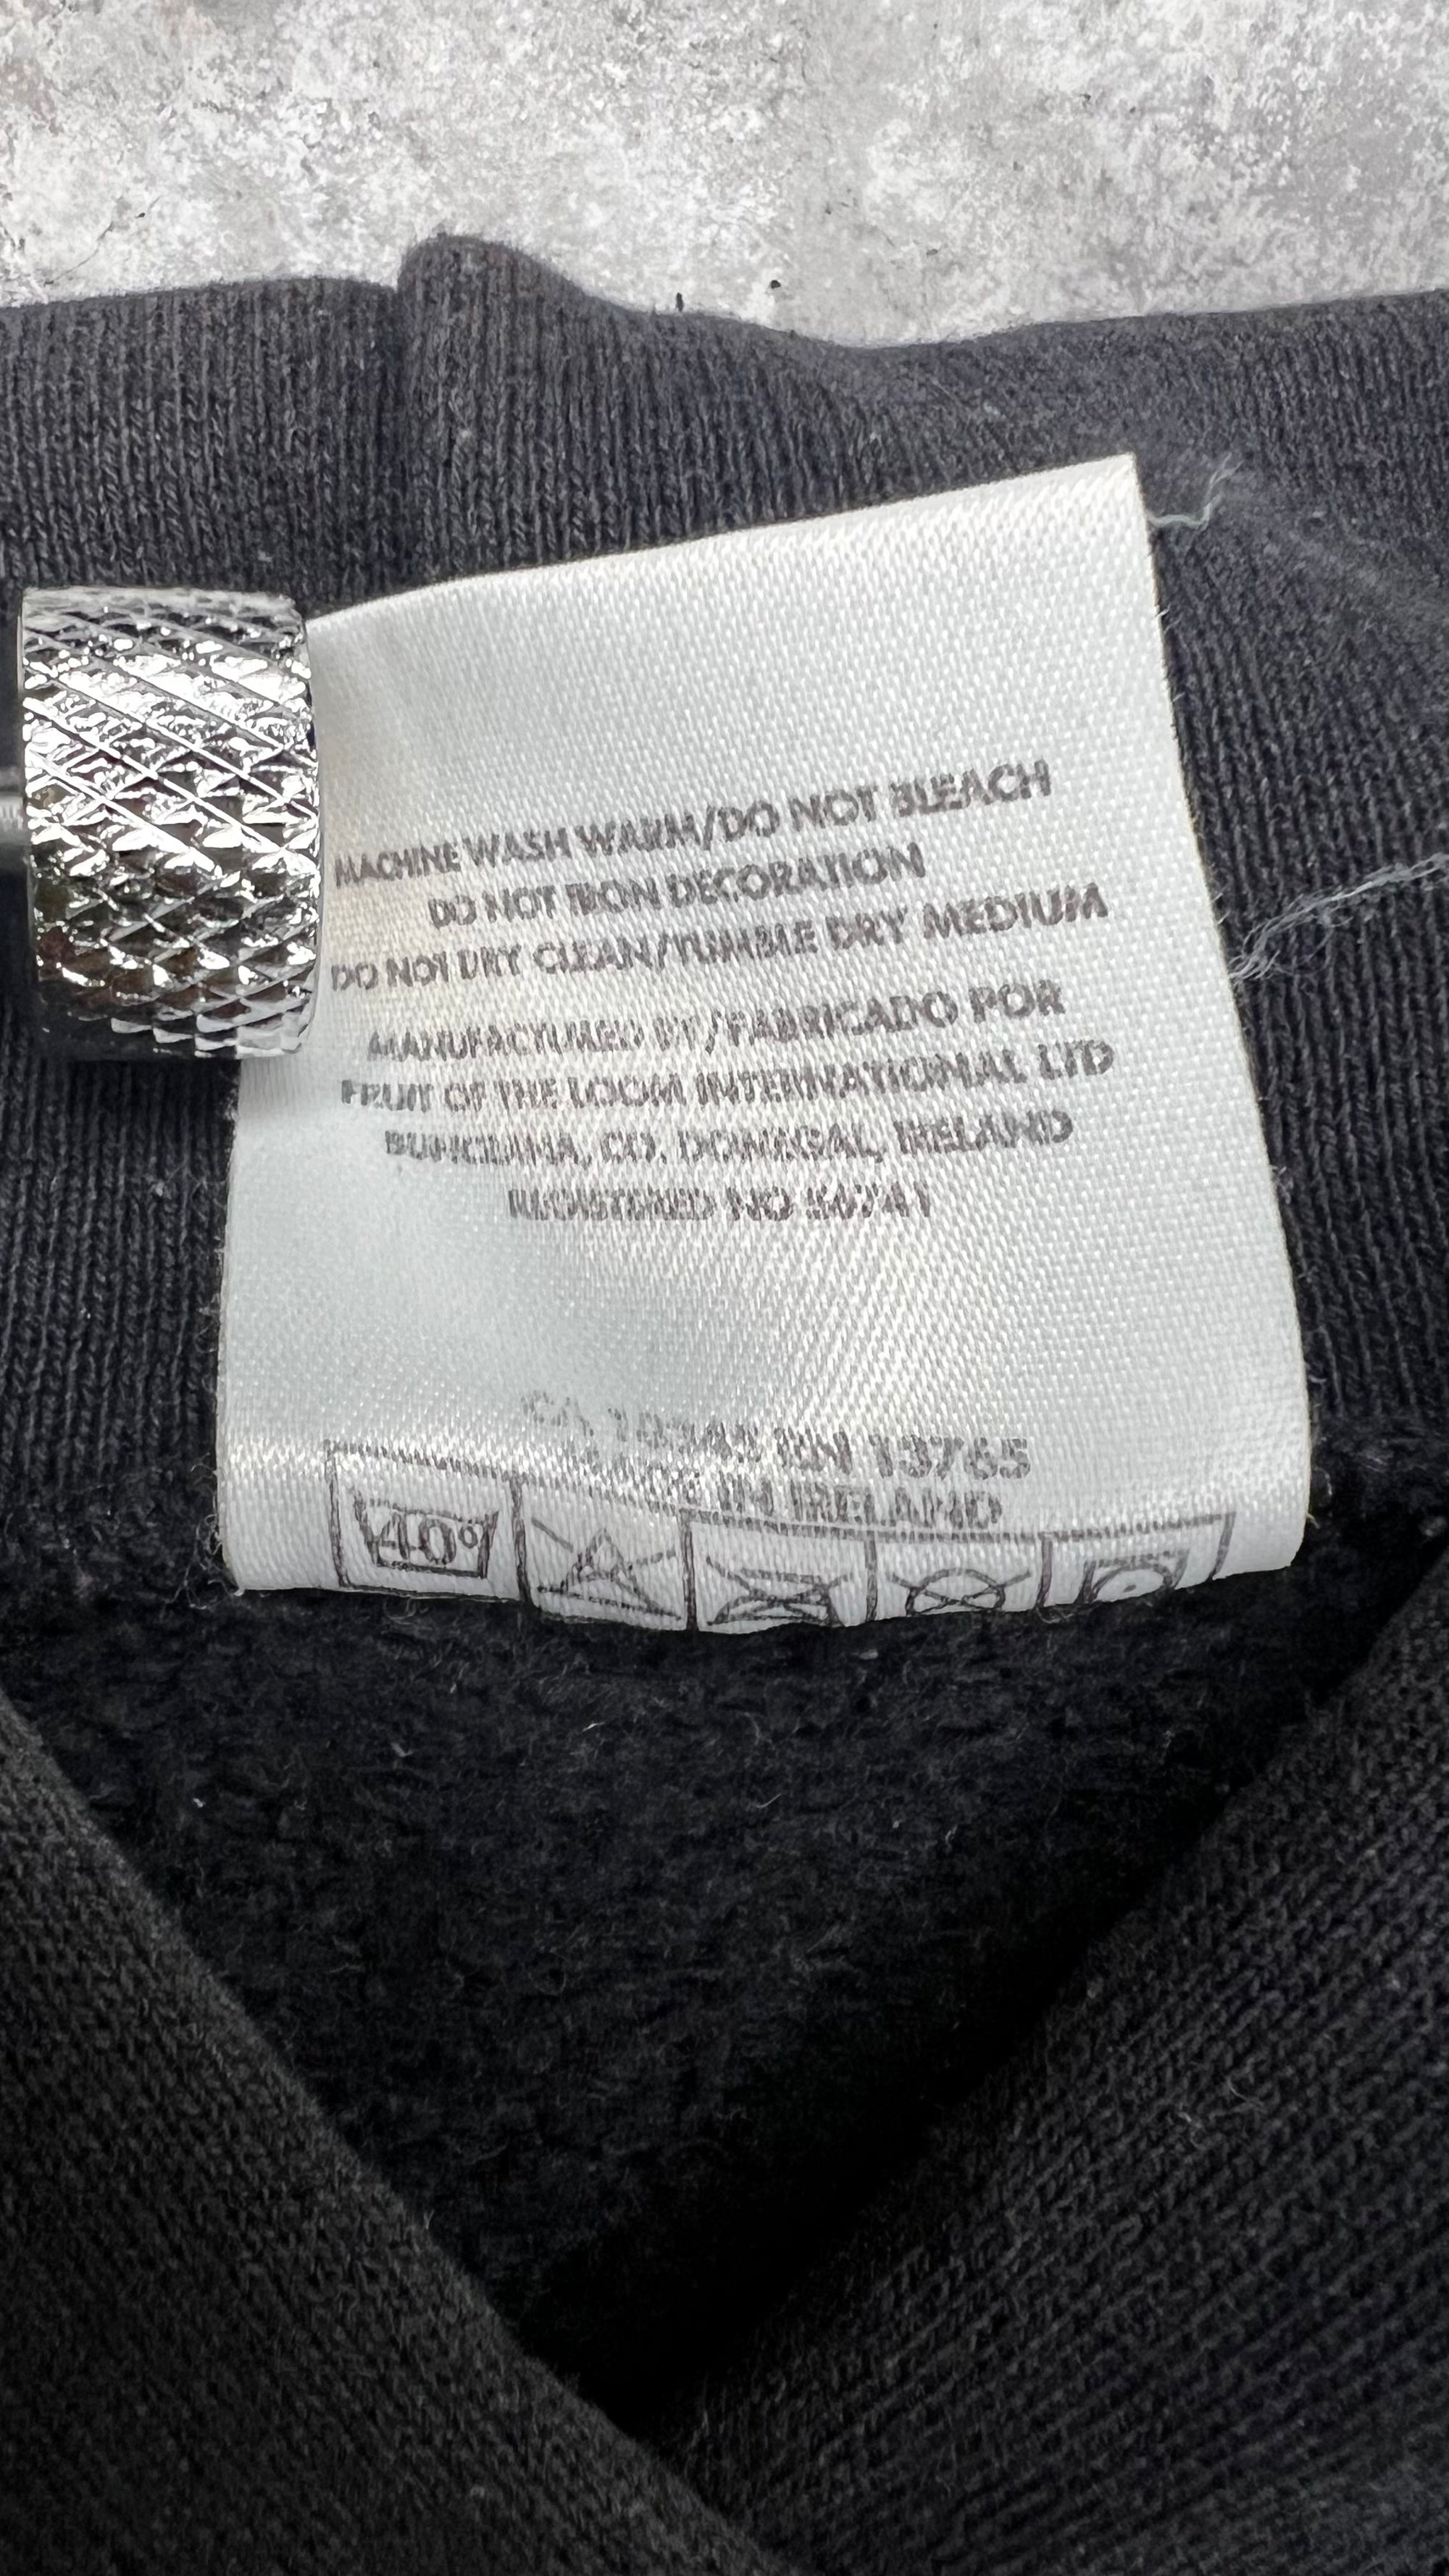 MACHINE WASH WARM/DO NOT BLEACH
DO NOT IRON DECORATION
DO NOT DRY CLEAN/TUMBLE DRY MEDIUM
MANUFACTURED BY/FABRICADO POR
FRUIT OF THE LOOM INTERNATIONAL LTD
BUNCRANA, CO. DONEGAL, IRELAND
REGISTERED NO 56741
EN 13765
IN IRELAND
40°